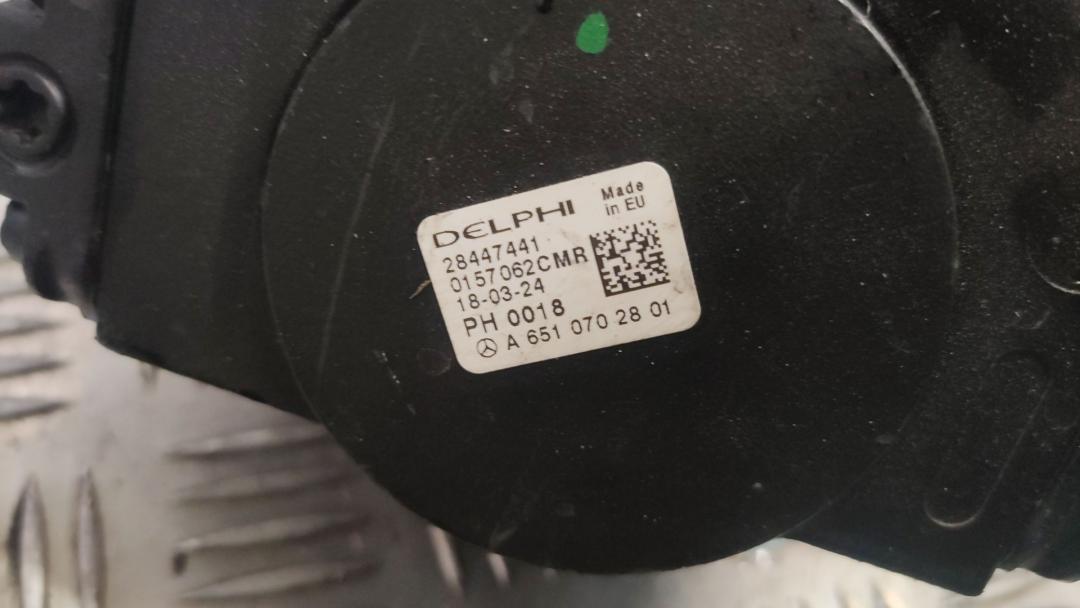 DELPHI
Made
in EU
28447441
0157062CMR
18-03-24
PH 0018
A 651 070 28 01